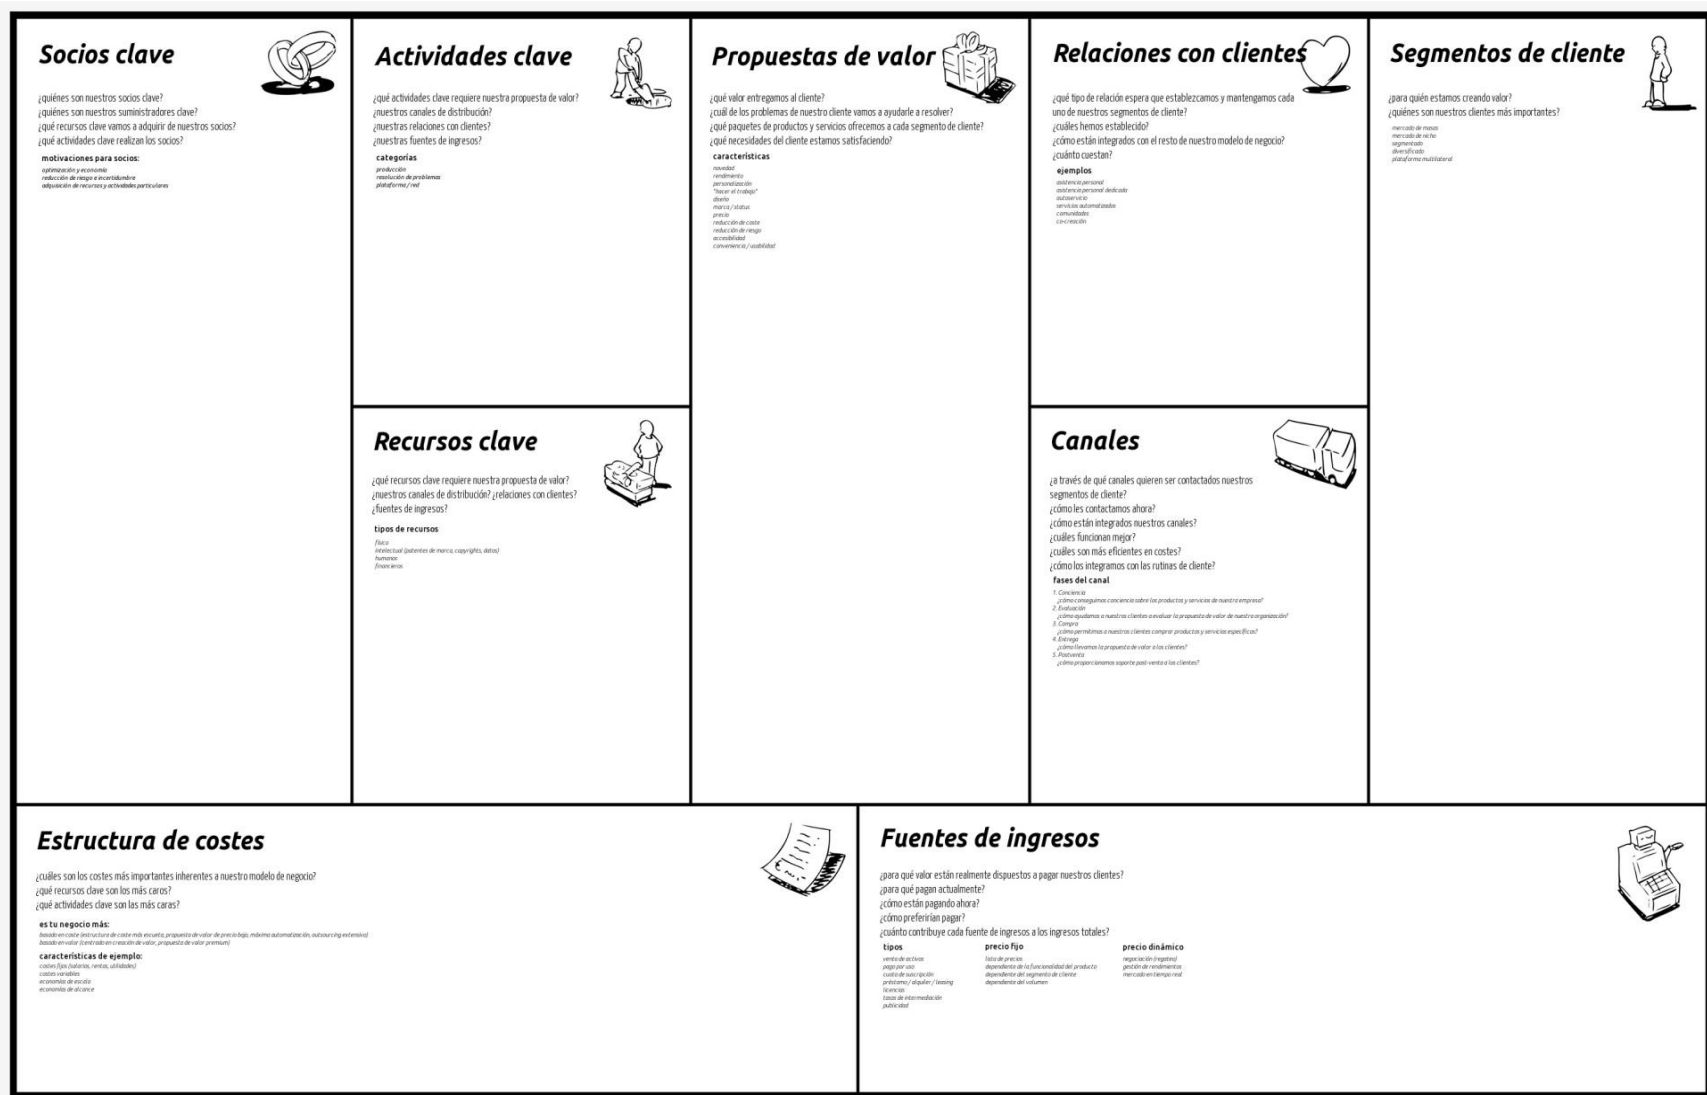 Socios clave
¿quiénes son nuestros socios clave?
¿quiénes son nuestros suministradores clave?
¿qué recursos clave vamos a adquirir de nuestros socios?
¿qué actividades clave realizan los socios?
motivaciones para socios:
optimización y economía
reducción de riesgo e incertidumbre
adquisición de recursos y actividades particulares
Actividades clave
¿qué actividades clave requiere nuestra propuesta de valor?
¿nuestros canales de distribución?
¿nuestras relaciones con clientes?
¿nuestras fuentes de ingresos?
categorías
producción
resolución de problemas
plataforma / red
Recursos clave
¿qué recursos clave requiere nuestra propuesta de valor?
¿nuestros canales de distribución? ¿relaciones con clientes?
¿fuentes de ingresos?
tipos de recursos
físico
intelectual (patentes de marca, copyrights, datos)
humanos
financieros
Propuestas de valor
¿qué valor entregamos al cliente?
¿cuál de los problemas de nuestro cliente vamos a ayudarle a resolver?
¿qué paquetes de productos y servicios ofrecemos a cada segmento de cliente?
¿qué necesidades del cliente estamos satisfaciendo?
características
novedad
rendimiento
personalización
"hacer el trabajo"
diseño
marca / status
precio
reducción de coste
reducción de riesgo
accesibilidad
conveniencia / usabilidad
Relaciones con clientes
¿qué tipo de relación espera que establezcamos y mantengamos cada
uno de nuestros segmentos de cliente?
¿cuáles hemos establecido?
¿cómo están integrados con el resto de nuestro modelo de negocio?
¿cuánto cuestan?
ejemplos
asistencia personal
asistencia personal dedicada
autoservicio
servicios automatizados
comunidades
co-creación
Canales
¿a través de qué canales quieren ser contactados nuestros
segmentos de cliente?
¿cómo les contactamos ahora?
¿cómo están integrados nuestros canales?
¿cuáles funcionan mejor?
¿cuáles son más eficientes en costes?
¿cómo los integramos con las rutinas de cliente?
fases del canal
1. Conciencia
¿cómo conseguimos conciencia sobre los productos y servicios de nuestra empresa?
2. Evaluación
¿cómo ayudamos a nuestros clientes a evaluar la propuesta de valor de nuestra organización?
3. Compra
¿cómo permitimos a nuestros clientes comprar productos y servicios específicos?
4. Entrega
¿cómo llevamos la propuesta de valor a los clientes?
5. Postventa
¿cómo proporcionamos soporte post-venta a los clientes?
Segmentos de cliente
¿para quién estamos creando valor?
¿quiénes son nuestros clientes más importantes?
mercado de masas
mercado de niche
segmentado
diversificado
plataforma multilateral
Estructura de costes
¿cuáles son los costes más importantes inherentes a nuestro modelo de negocio?
¿qué recursos clave son los más caros?
¿qué actividades clave son las más caras?
es tu negocio más:
basado en coste (estructura de coste más escueta, propuesta de valor de precio bajo, máxima automatización, outsourcing extensivo)
basado en valor (centrado en creación de valor, propuesta de valor premium)
características de ejemplo:
costes fijos (salarios, rentas, utilidades)
costes variables
economías de escala
economías de alcance
Fuentes de ingresos
¿para qué valor están realmente dispuestos a pagar nuestros clientes?
¿para qué pagan actualmente?
¿cómo están pagando ahora?
¿cómo preferirían pagar?
¿cuánto contribuye cada fuente de ingresos a los ingresos totales?
tipos
venta de activos
pago por uso
cuota de suscripción
préstamo / alquiler / leasing
licencias
tasas de intermediación
publicidad
precio fijo
lista de precios
dependiente de la funcionalidad del producto
dependiente del segmento de cliente
dependiente del volumen
precio dinámico
negociación (regateo)
gestión de rendimientos
mercado en tiempo real